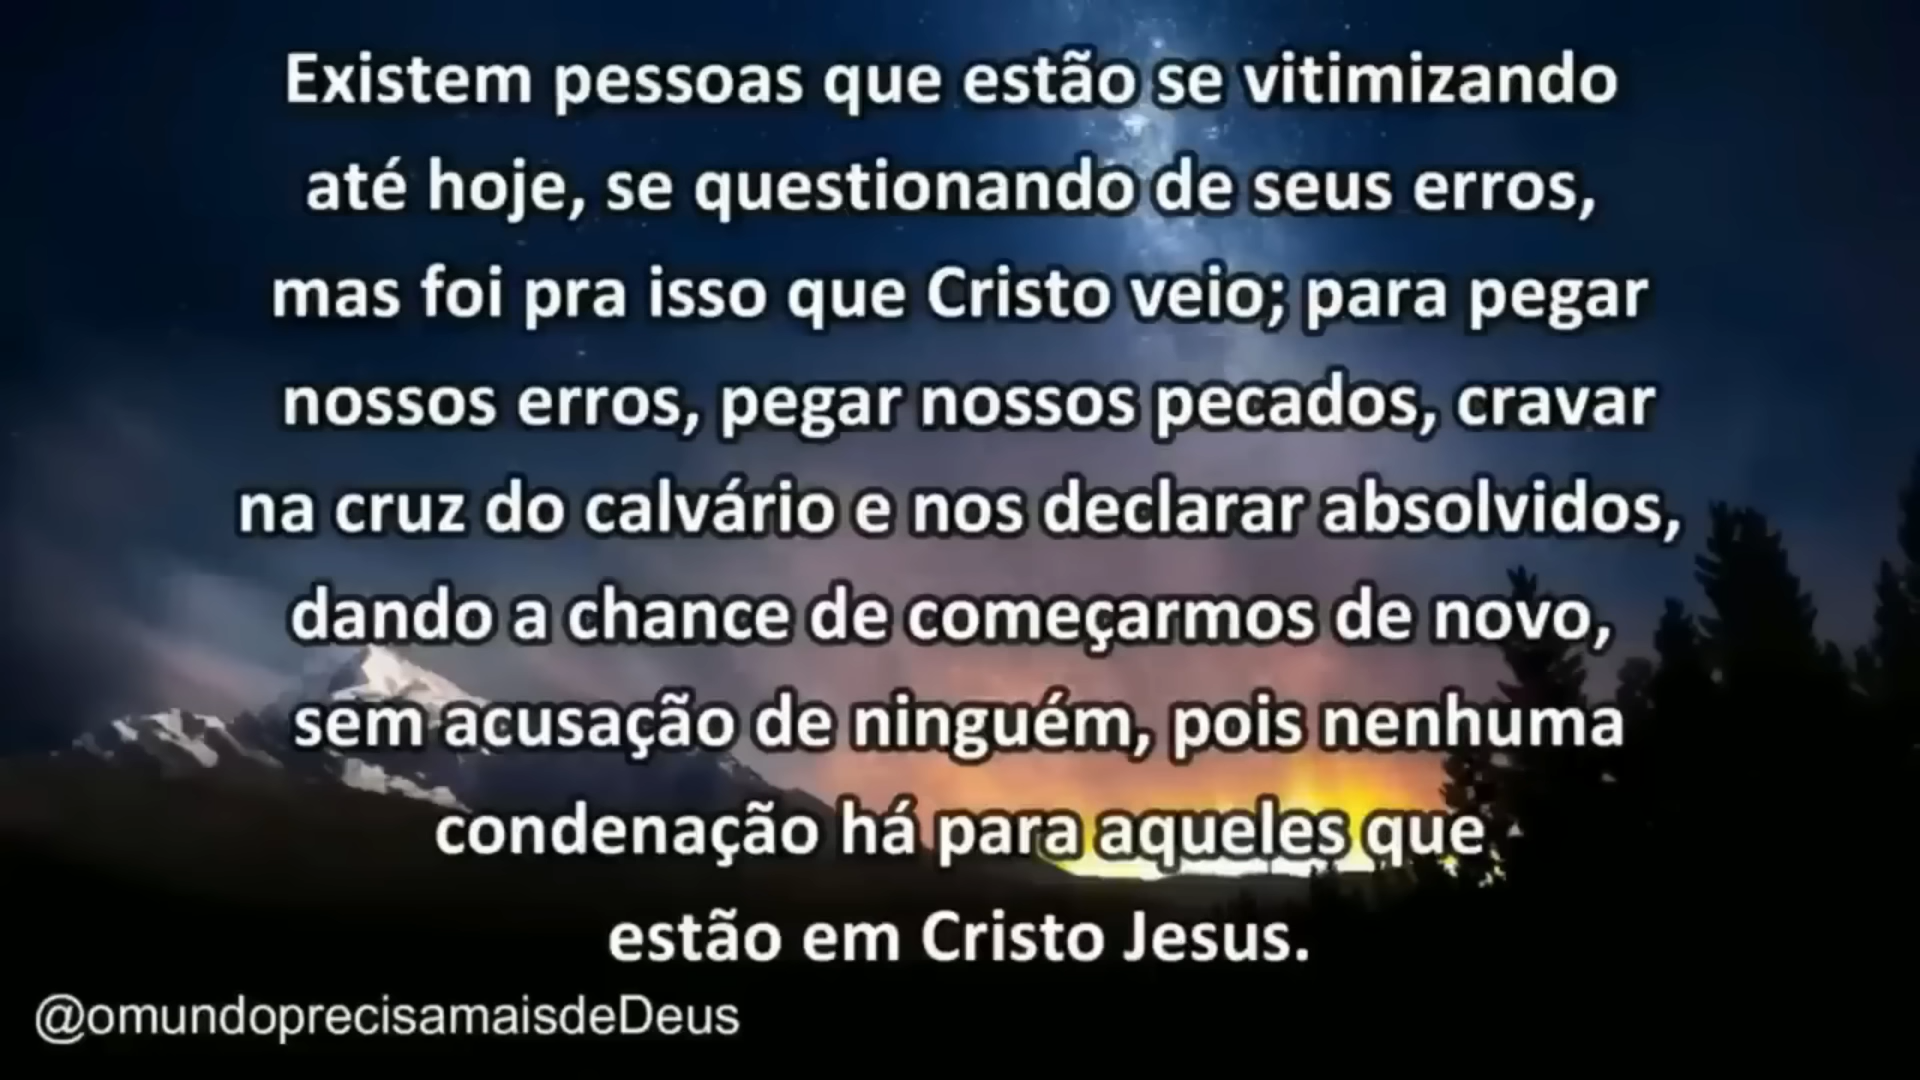 Existem pessoas que estão se vitimizando
até hoje, se questionando de seus erros,
mas foi pra isso que Cristo veio; para pegar
nossos erros, pegar nossos pecados, cravar
na cruz do calvário e nos declarar absolvidos,
dando a chance de começarmos de novo,
sem acusação de ninguém, pois nenhuma
condenação há para aqueles que
estão em Cristo Jesus.
@omundoprecisamaisdeDeus